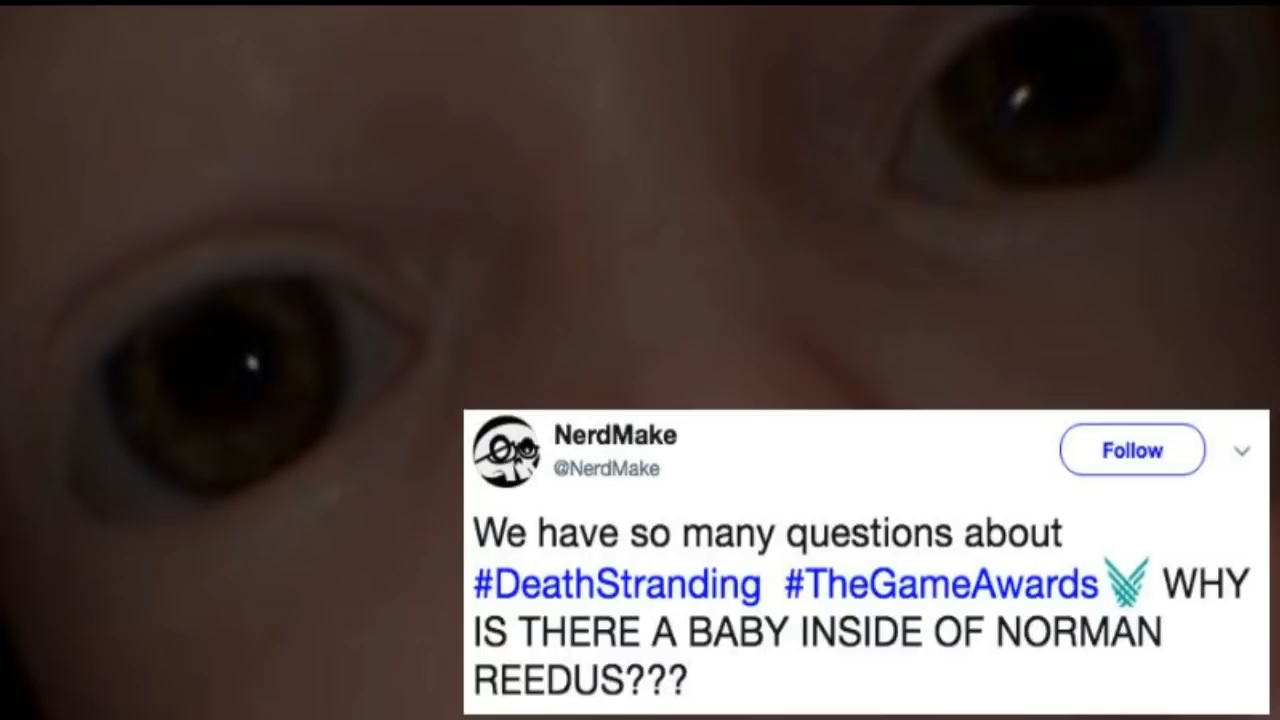 NerdMake
@NerdMake
Follow
We have so many questions about
#DeathStranding #TheGameAwards WHY
IS THERE A BABY INSIDE OF NORMAN
REEDUS???